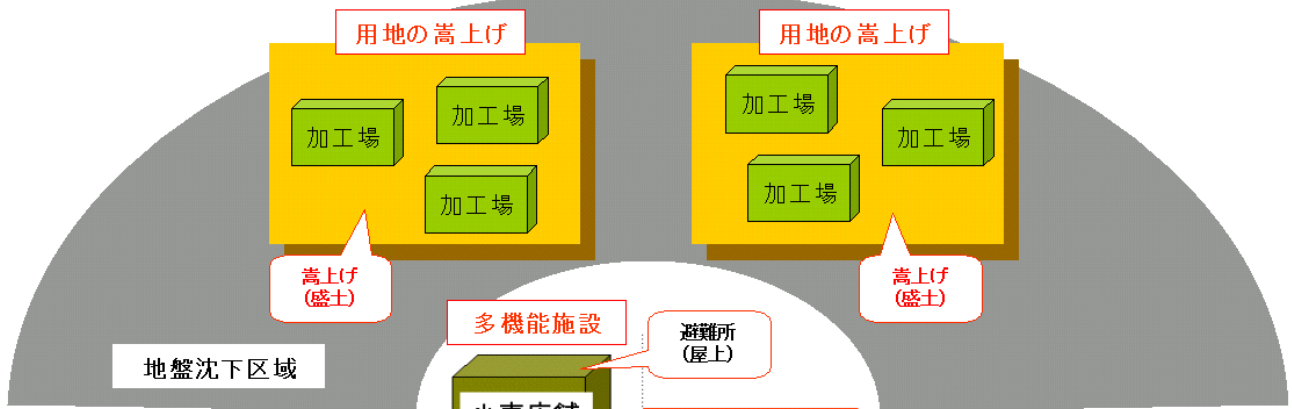 用地の嵩上げ
用地の嵩上げ
加工場
加工場
加工場
加工場
加工場
加工場
嵩上げ
(盛土)
嵩上げ
(盛土)
多機能施設
避難所
(屋上)
地盤沈下区域